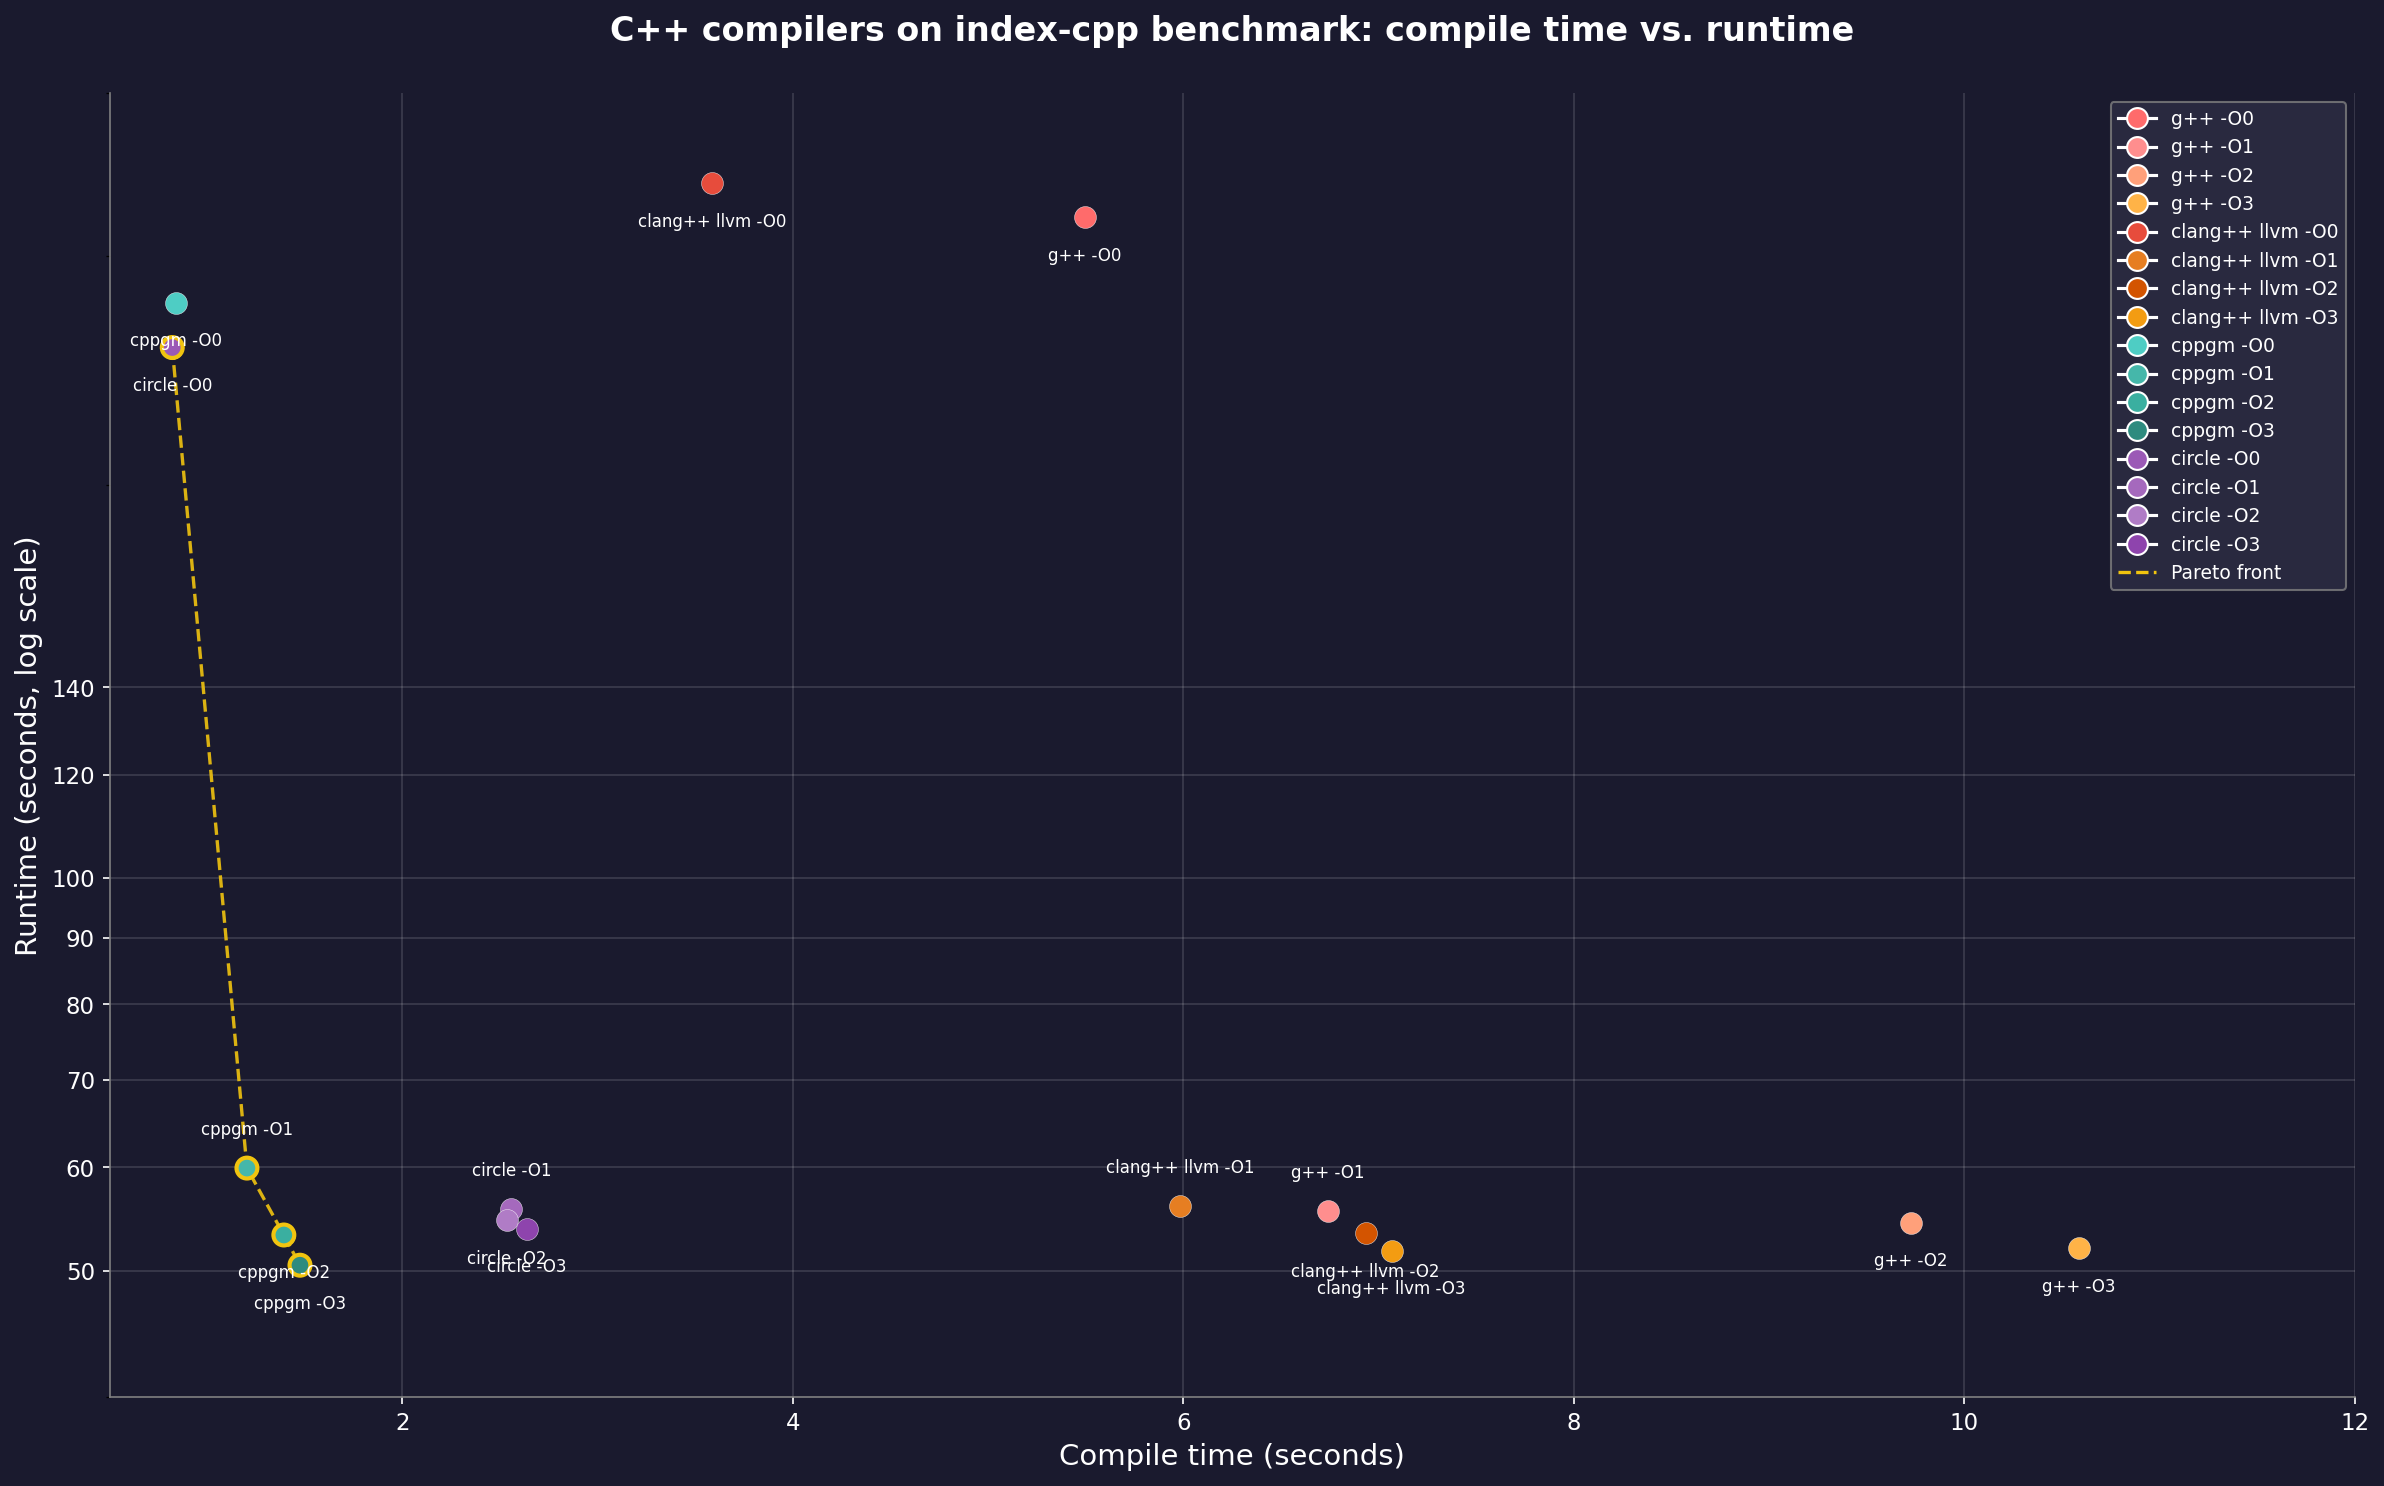 C++ compilers on index-cpp benchmark: compile time vs. runtime
g++ -O0
g++ -O1
g++ -O2
g++ -O3
clang++ llvm -O0
clang++ llvm -O1
clang++ llvm -O2
clang++ llvm -O3
cppgm -O0
cppgm -O1
cppgm -O2
cppgm -O3
circle -O0
circle -O1
circle -O2
circle -O3
Pareto front
clang++ llvm -O0
g++ -O0
cppgm -O0
circle -O0
cppgm -O1
circle -O1
clang++ llvm -O1
g++ -O1
circle -O2
circle -O3
cppgm -O2
cppgm -O3
clang++ llvm -O2
clang++ llvm -O3
g++ -O2
g++ -O3
Runtime (seconds, log scale)
140
120
100
90
80
70
60
50
2
4
6
8
10
12
Compile time (seconds)